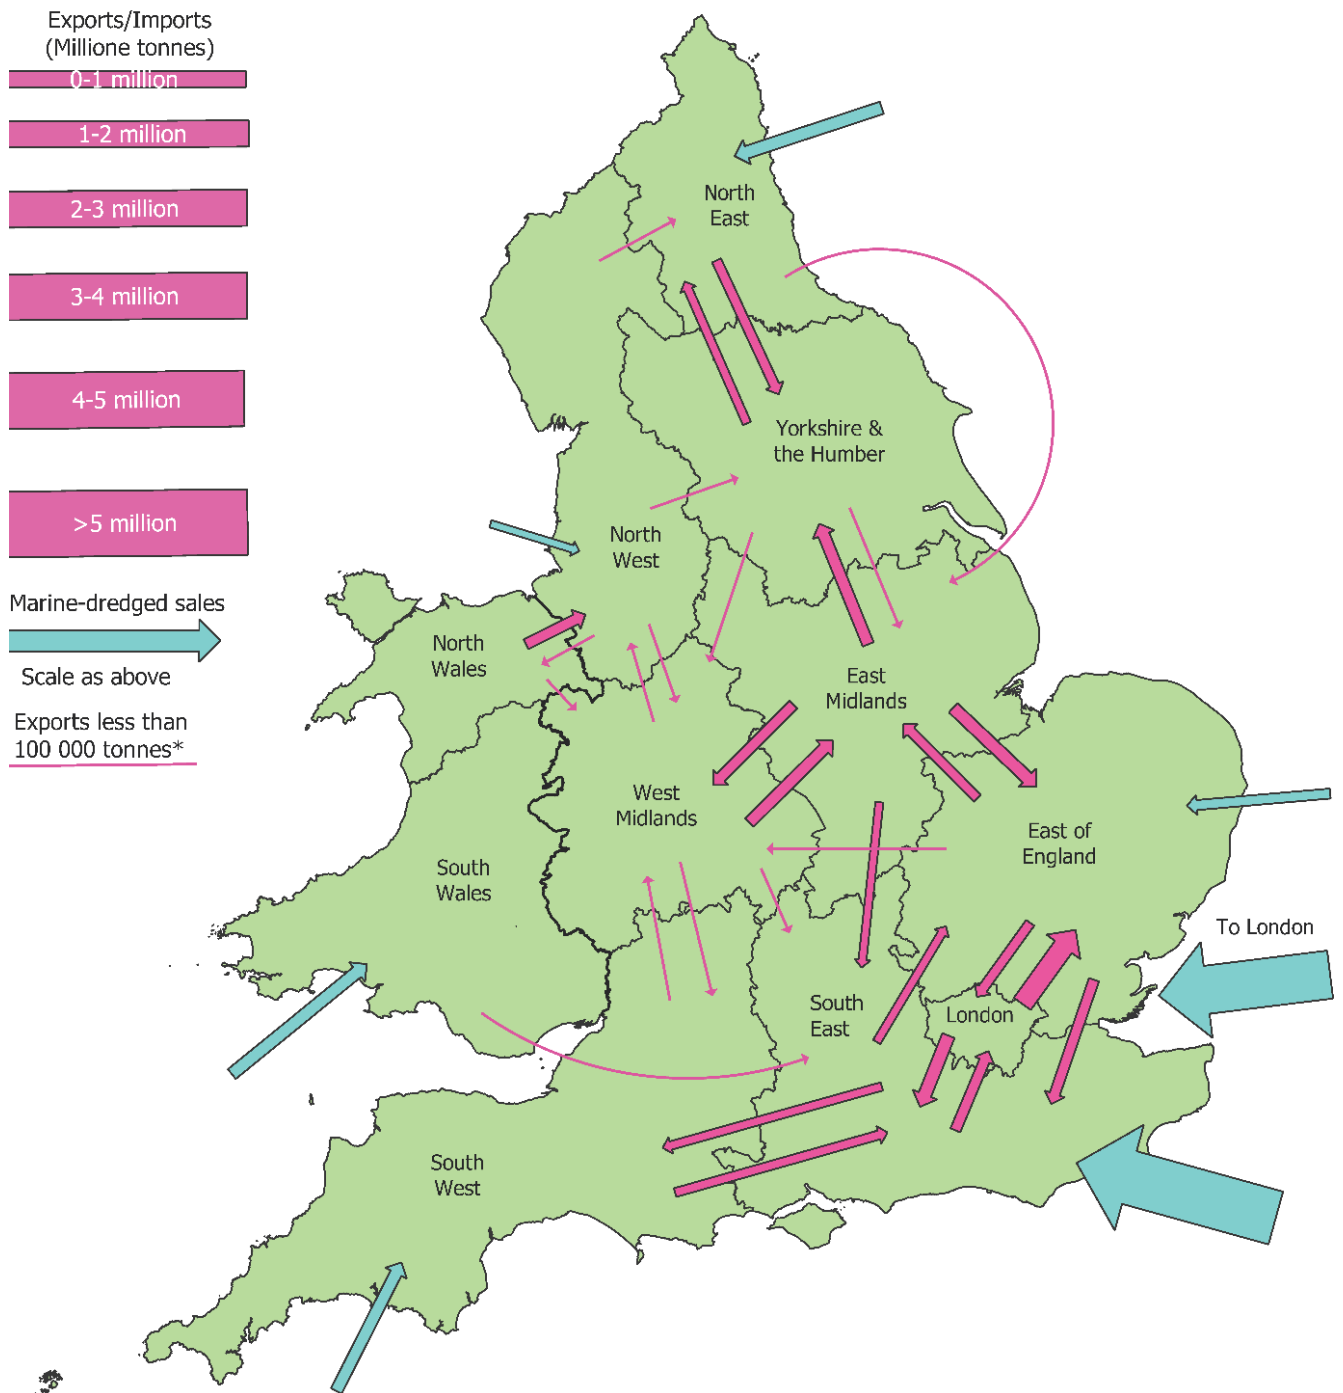 Exports/Imports
(Millione tonnes)
0-1 million
1-2 million
2-3 million
3-4 million
4-5 million
>5 million
Marine-dredged sales
Scale as above
Exports less than
100 000 tonnes*
North
East
Yorkshire &
the Humber
North
West
North
Wales
East
Midlands
West
Midlands
East of
England
South
Wales
To London
South
East
London
South
West